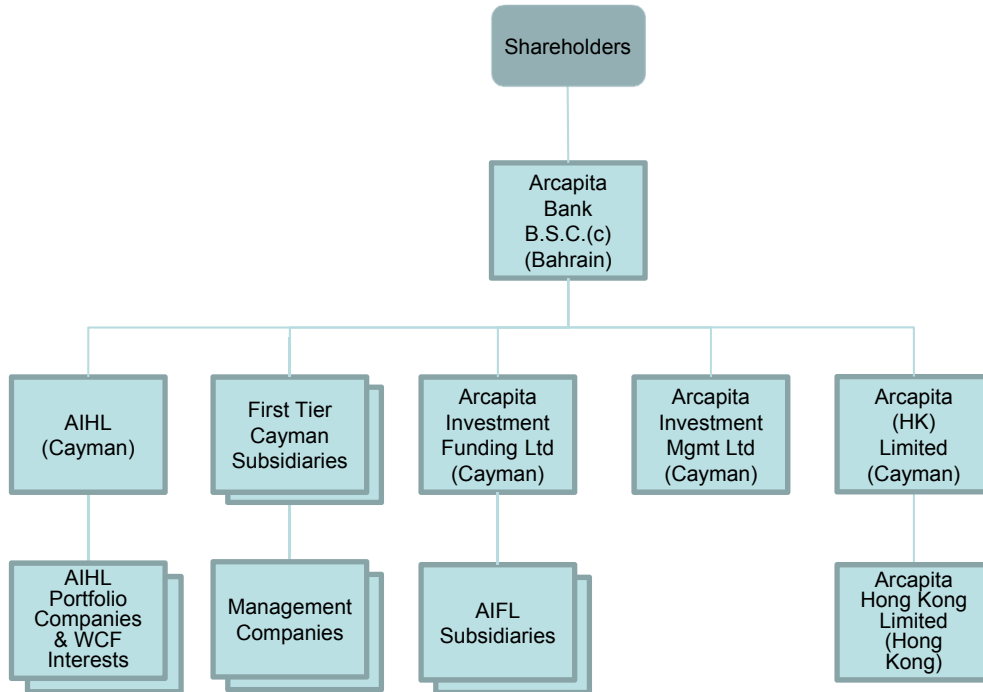 Shareholders
Arcapita
Bank
B.S.C.(c)
(Bahrain)
AIHL
(Cayman)
First Tier
Cayman
Subsidiaries
Arcapita
Investment
Funding Ltd
(Cayman)
Arcapita
Investment
Mgmt Ltd
(Cayman)
Arcapita
(HK)
Limited
(Cayman)
AIHL
Portfolio
Companies
& WCF
Interests
Management
Companies
AIFL
Subsidiaries
Arcapita
Hong Kong
Limited
(Hong
Kong)